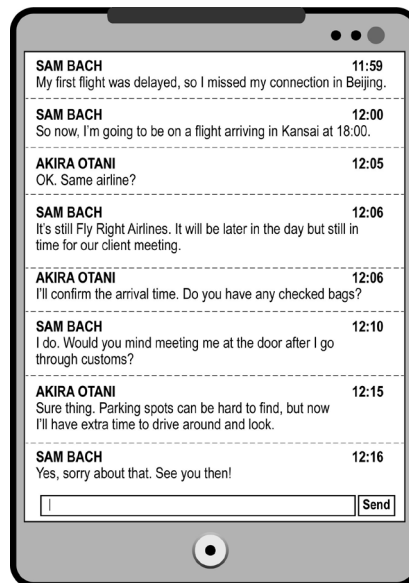 SAM BACH 11:59
My first flight was delayed, so I missed my connection in Beijing.
SAM BACH 12:00
So now, I'm going to be on a flight arriving in Kansai at 18:00.
AKIRA OTANI 12:05
OK. Same airline?
SAM BACH 12:06
It's still Fly Right Airlines. It will be later in the day but still in
time for our client meeting.
AKIRA OTANI 12:06
I'll confirm the arrival time. Do you have any checked bags?
SAM BACH 12:10
I do. Would you mind meeting me at the door after I go
through customs?
AKIRA OTANI 12:15
Sure thing. Parking spots can be hard to find, but now
I'll have extra time to drive around and look.
SAM BACH 12:16
Yes, sorry about that. See you then!
Send